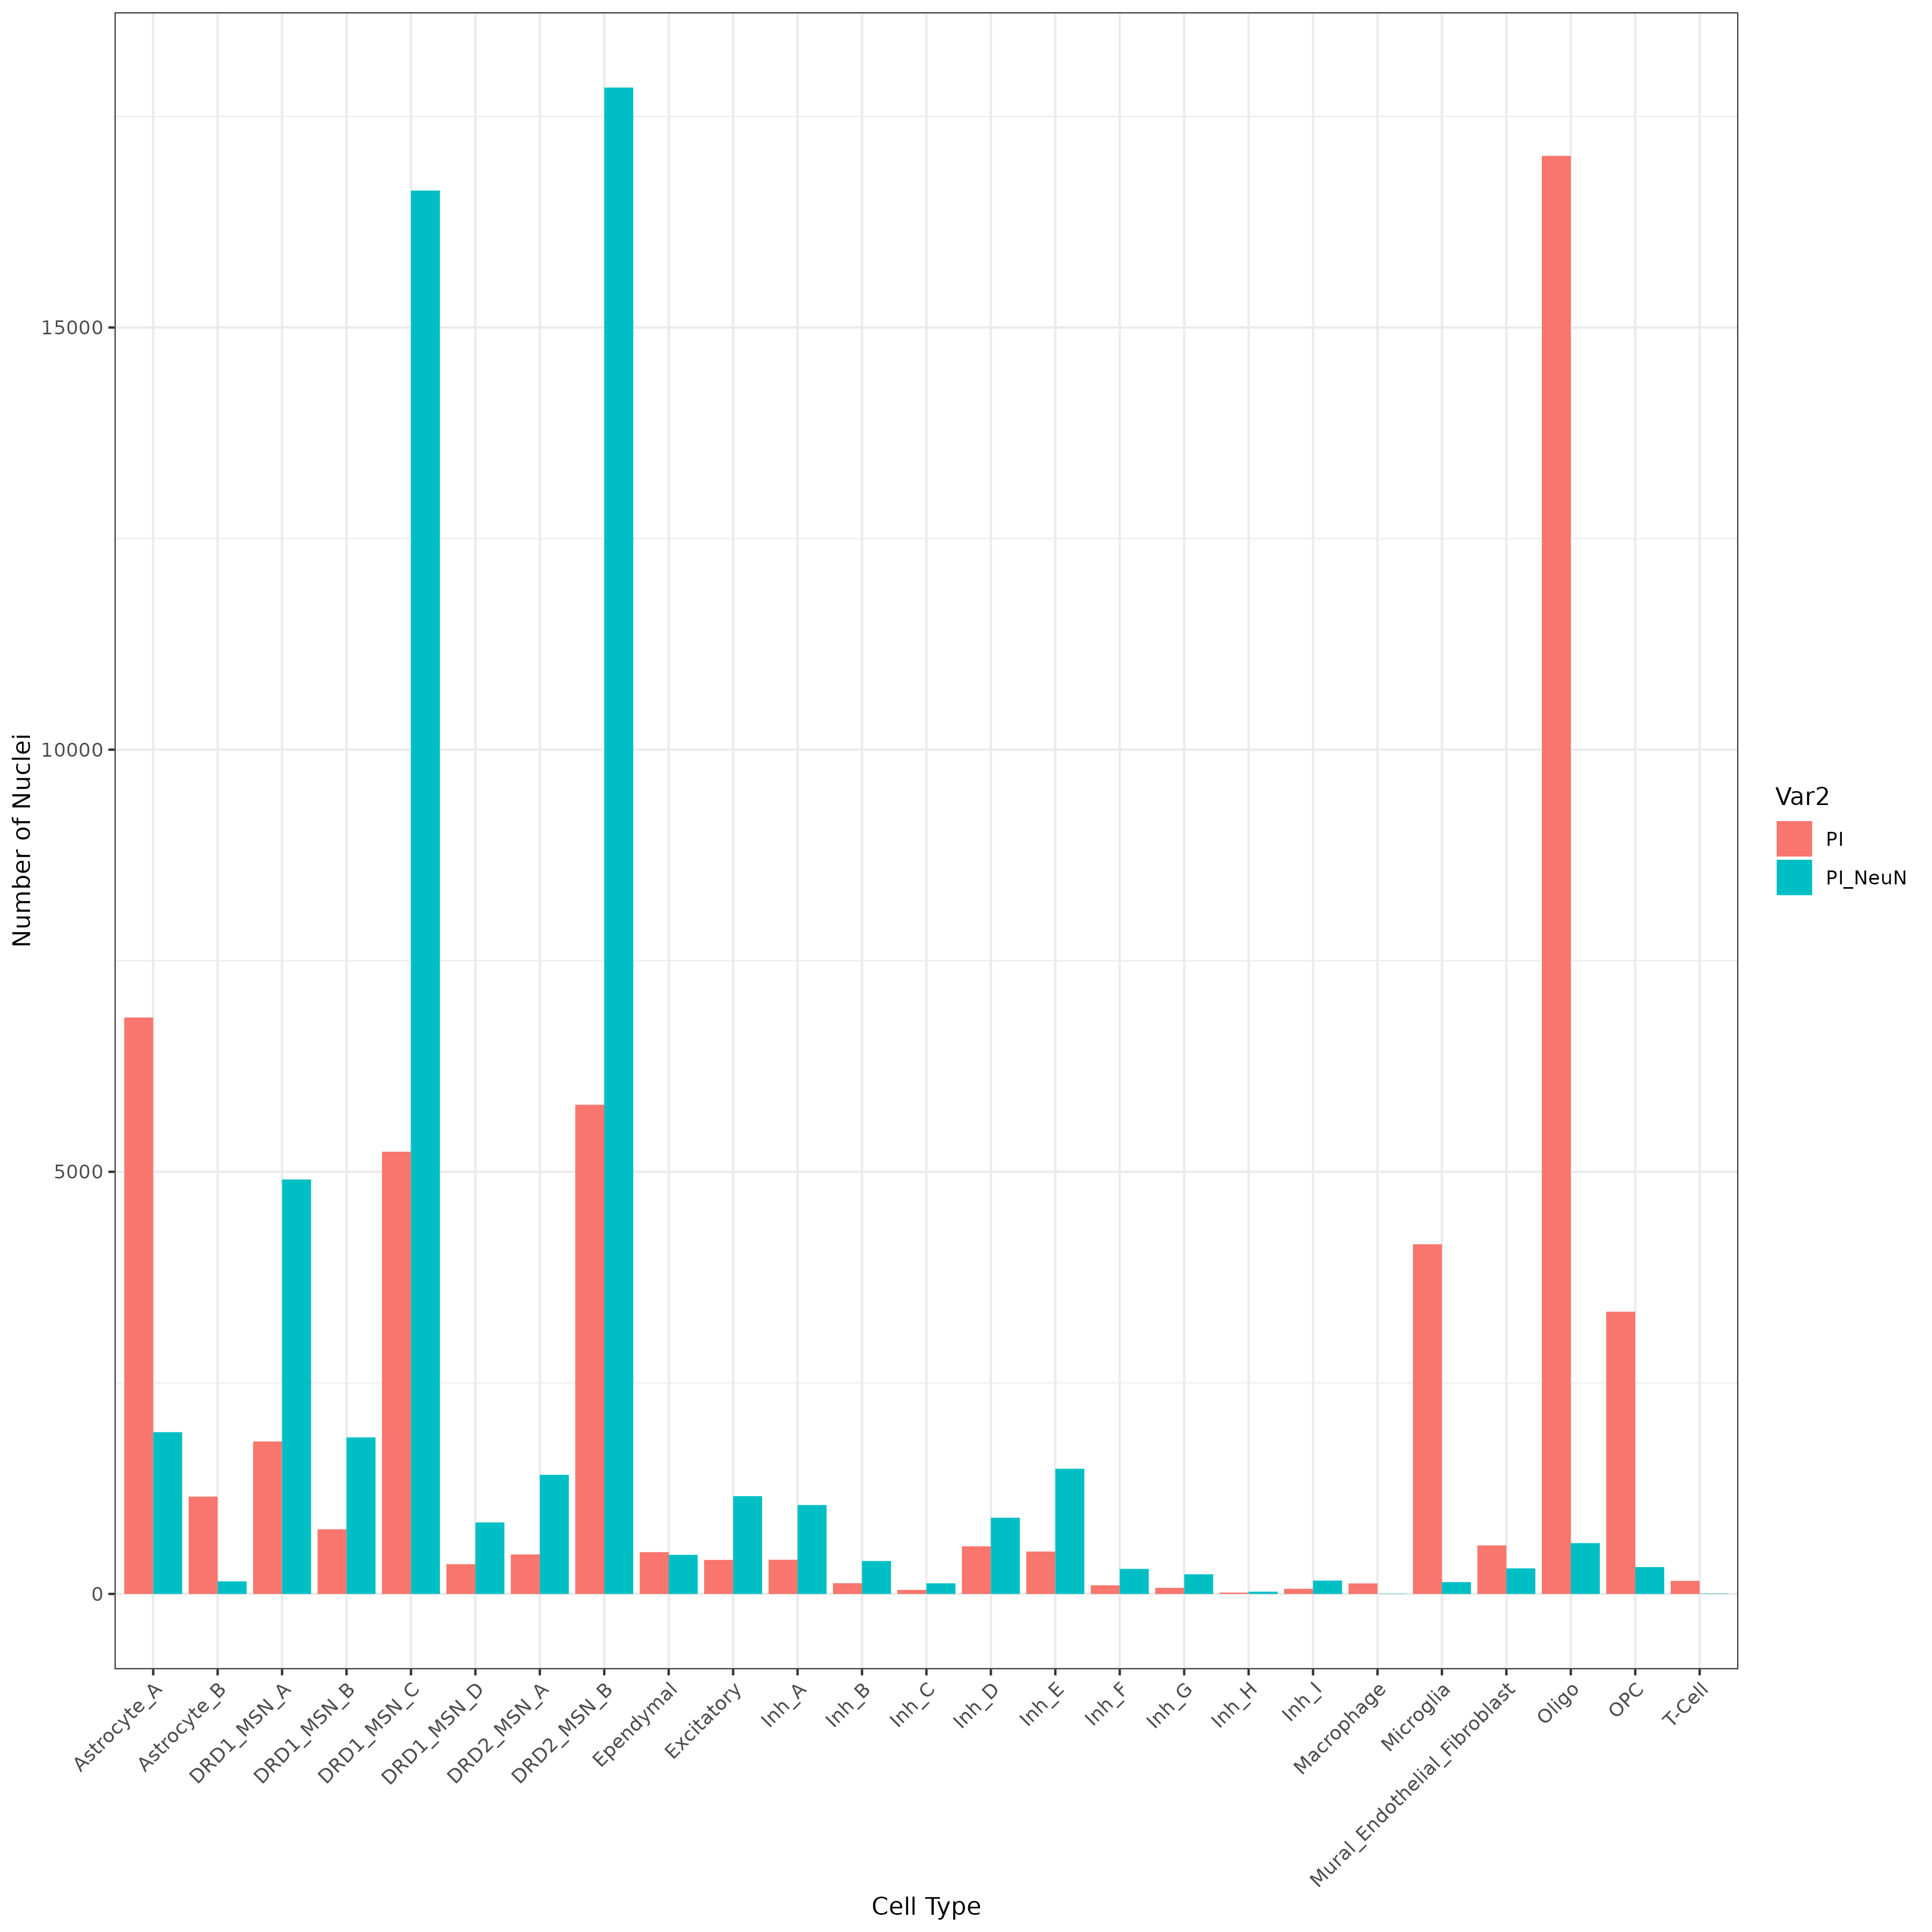 Number of Nuclei
15000
10000
5000
0
Astrocyte_A
Astrocyte_B
DRD1_MSN_A
DRD1_MSN_B
DRD1_MSN_C
DRD1_MSN_D
DRD2_MSN_A
DRD2_MSN_B
Ependymal
Excitatory
Inh_A
Inh_B
Inh_C
Inh_D
Inh_E
Inh_F
Inh_G
Inh_H
Inh_I
Macrophage
Microglia
Mural_Endothelial_Fibroblast
Oligo
OPC
T-Cell
Cell Type
Var2
PI
PI_NeuN